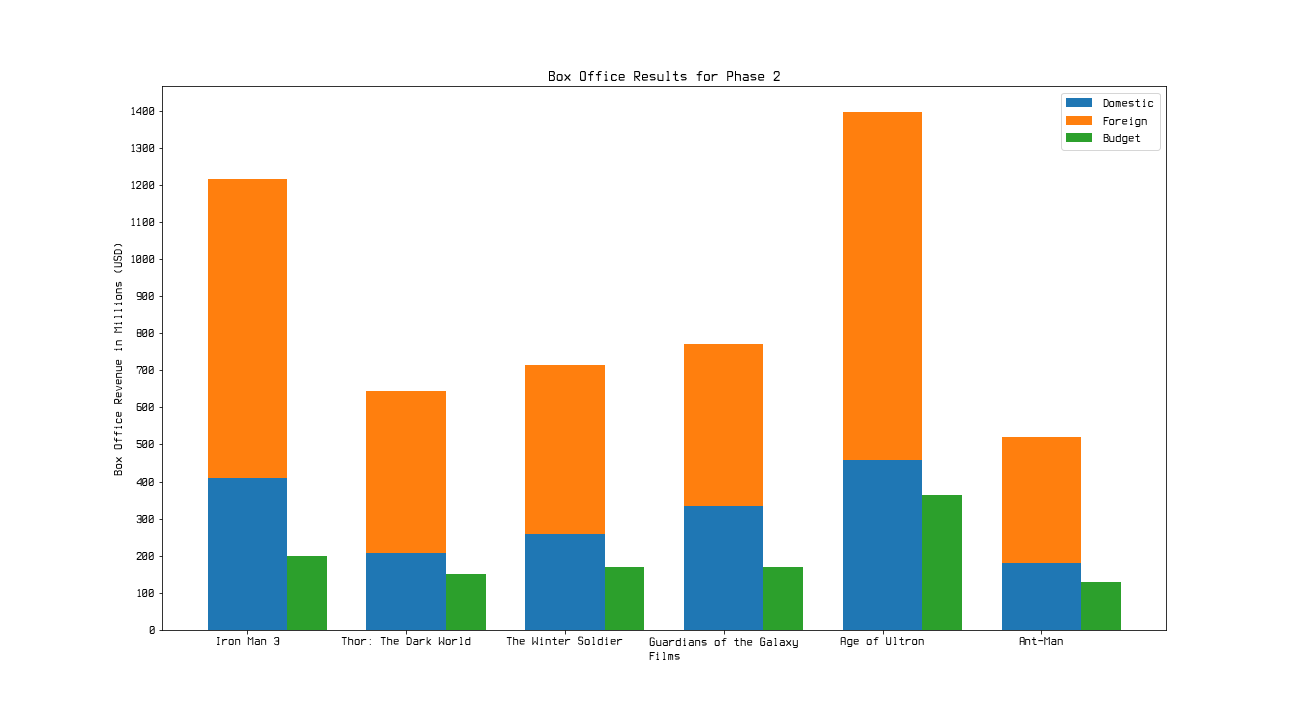 Box Office Results for Phase 2
Domestic
Foreign
Budget
Box Office Revenue in Millions (USD)
1400
1300
1200
1100
1000
900
800
700
600
500
400
300
200
100
0
Iron Man 3
Thor: The Dark World
The Winter Soldier
Guardians of the Galaxy
Age of Ultron
Ant-Man
Films